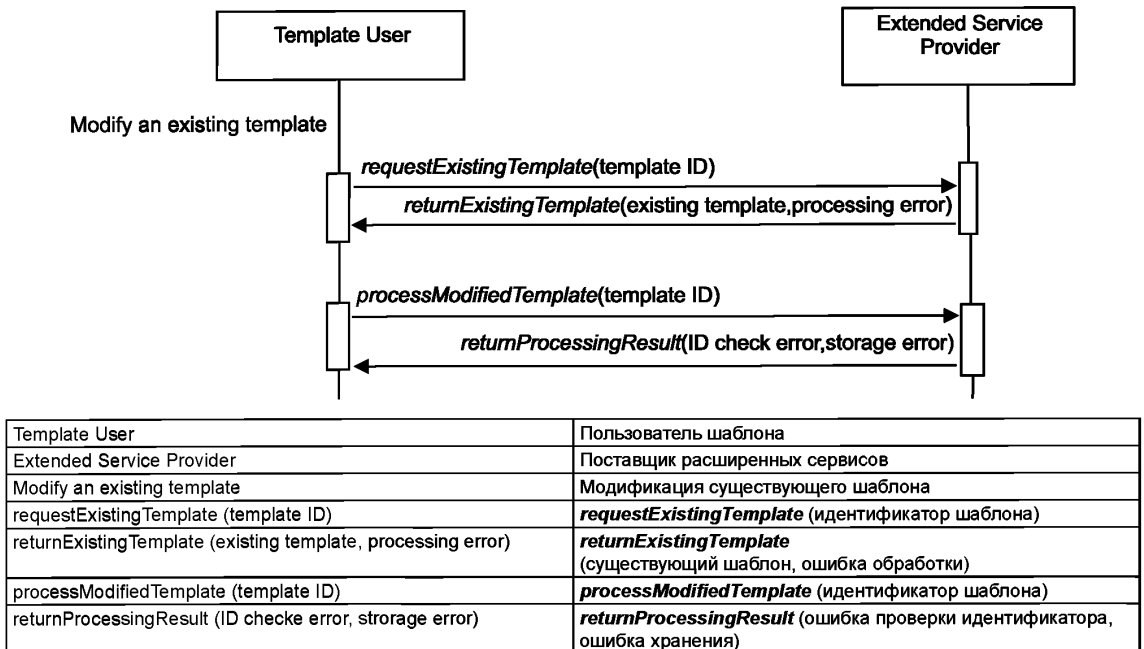 Template User
Extended Service
Provider
Modify an existing template
requestExistingTemplate(template ID)
returnExistingTemplate(existing template,processing error)
processModifiedTemplate(template ID)
returnProcessingResult(ID check error,storage error)
Template User Пользователь шаблона
Extended Service Provider Поставщик расширенных сервисов
Modify an existing template Модификация существующего шаблона
requestExistingTemplate (template ID) requestExistingTemplate (идентификатор шаблона)
returnExistingTemplate (existing template, processing error) returnExistingTemplate
(существующий шаблон, ошибка обработки)
processModifiedTemplate (template ID) processModifiedTemplate (идентификатор шаблона)
returnProcessingResult (ID checke error, strorage error) returnProcessingResult (ошибка проверки идентификатора,
ошибка хранения)